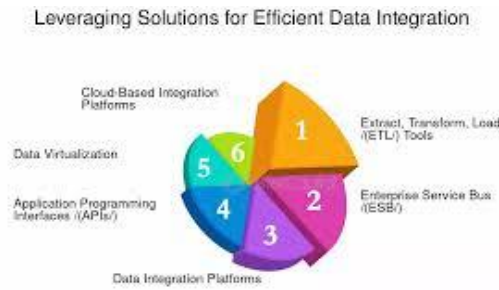 Leveraging Solutions for Efficient Data Integration
Cloud-Based Integration
Platforms
1
Extract, Transform, Load
/(ETL/) Tools
6
Data Virtualization
5
Enterprise Service Bus
/(ESB/)
2
Application Programming
Interfaces /(APIs/)
4
3
Data Integration Platforms